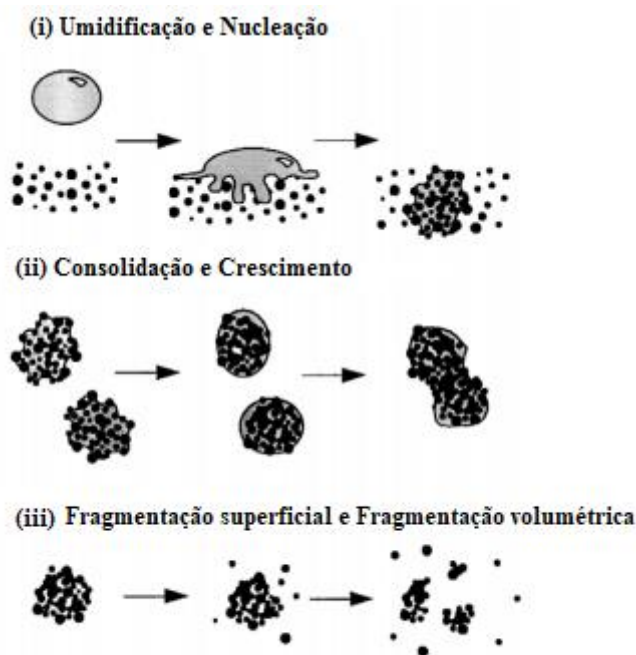 (i) Umidificação e Nucleação
(ii) Consolidação e Crescimento
(iii) Fragmentação superficial e Fragmentação volumétrica